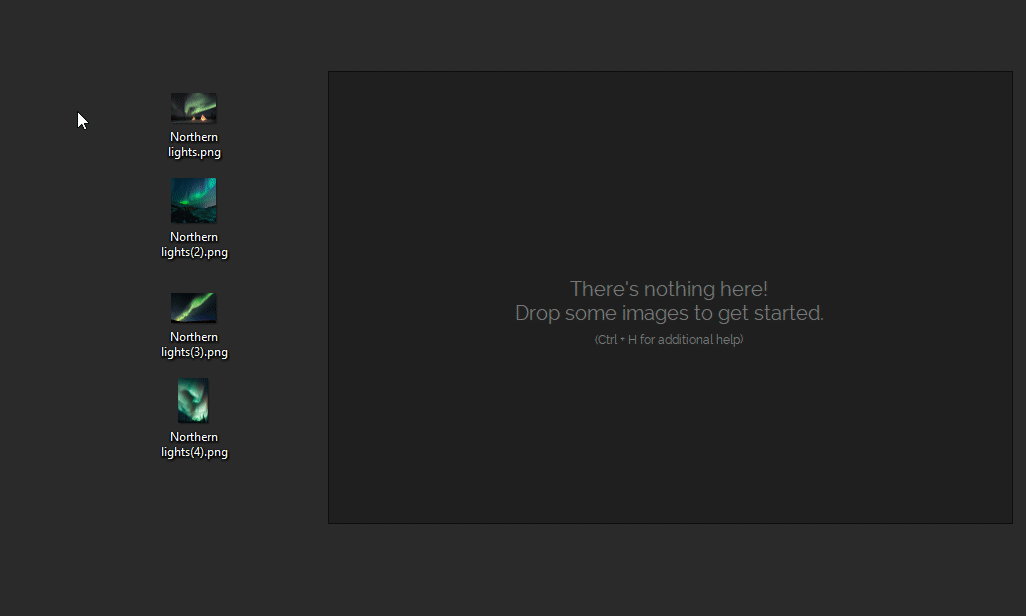 Northern
lights.png
Northern
lights(2).png
Northern
lights(3).png
Northern
lights(4).png
There's nothing here!
Drop some images to get started.
(Ctrl + H for additional help)